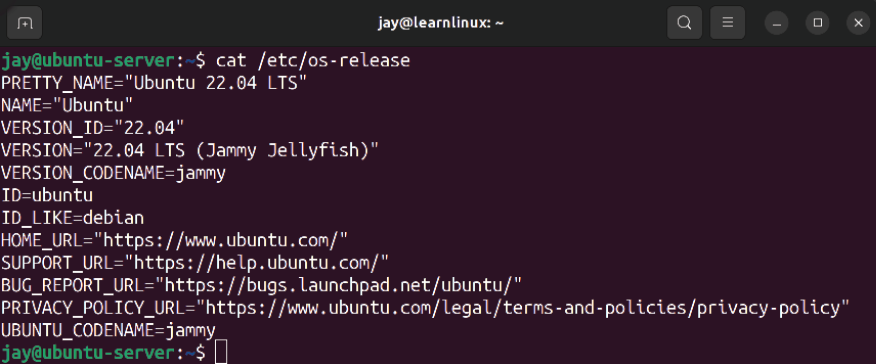 jay@learnlinux: ~
jay@ubuntu-server:~$ cat /etc/os-release
PRETTY_NAME="Ubuntu 22.04 LTS"
NAME="Ubuntu"
VERSION_ID="22.04"
VERSION="22.04 LTS (Jammy Jellyfish)"
VERSION_CODENAME=jammy
ID=ubuntu
ID_LIKE=debian
HOME_URL="https://www.ubuntu.com/"
SUPPORT_URL="https://help.ubuntu.com/"
BUG_REPORT_URL="https://bugs.launchpad.net/ubuntu/"
PRIVACY_POLICY_URL="https://www.ubuntu.com/legal/terms-and-policies/privacy-policy"
UBUNTU_CODENAME=jammy
jay@ubuntu-server:~$